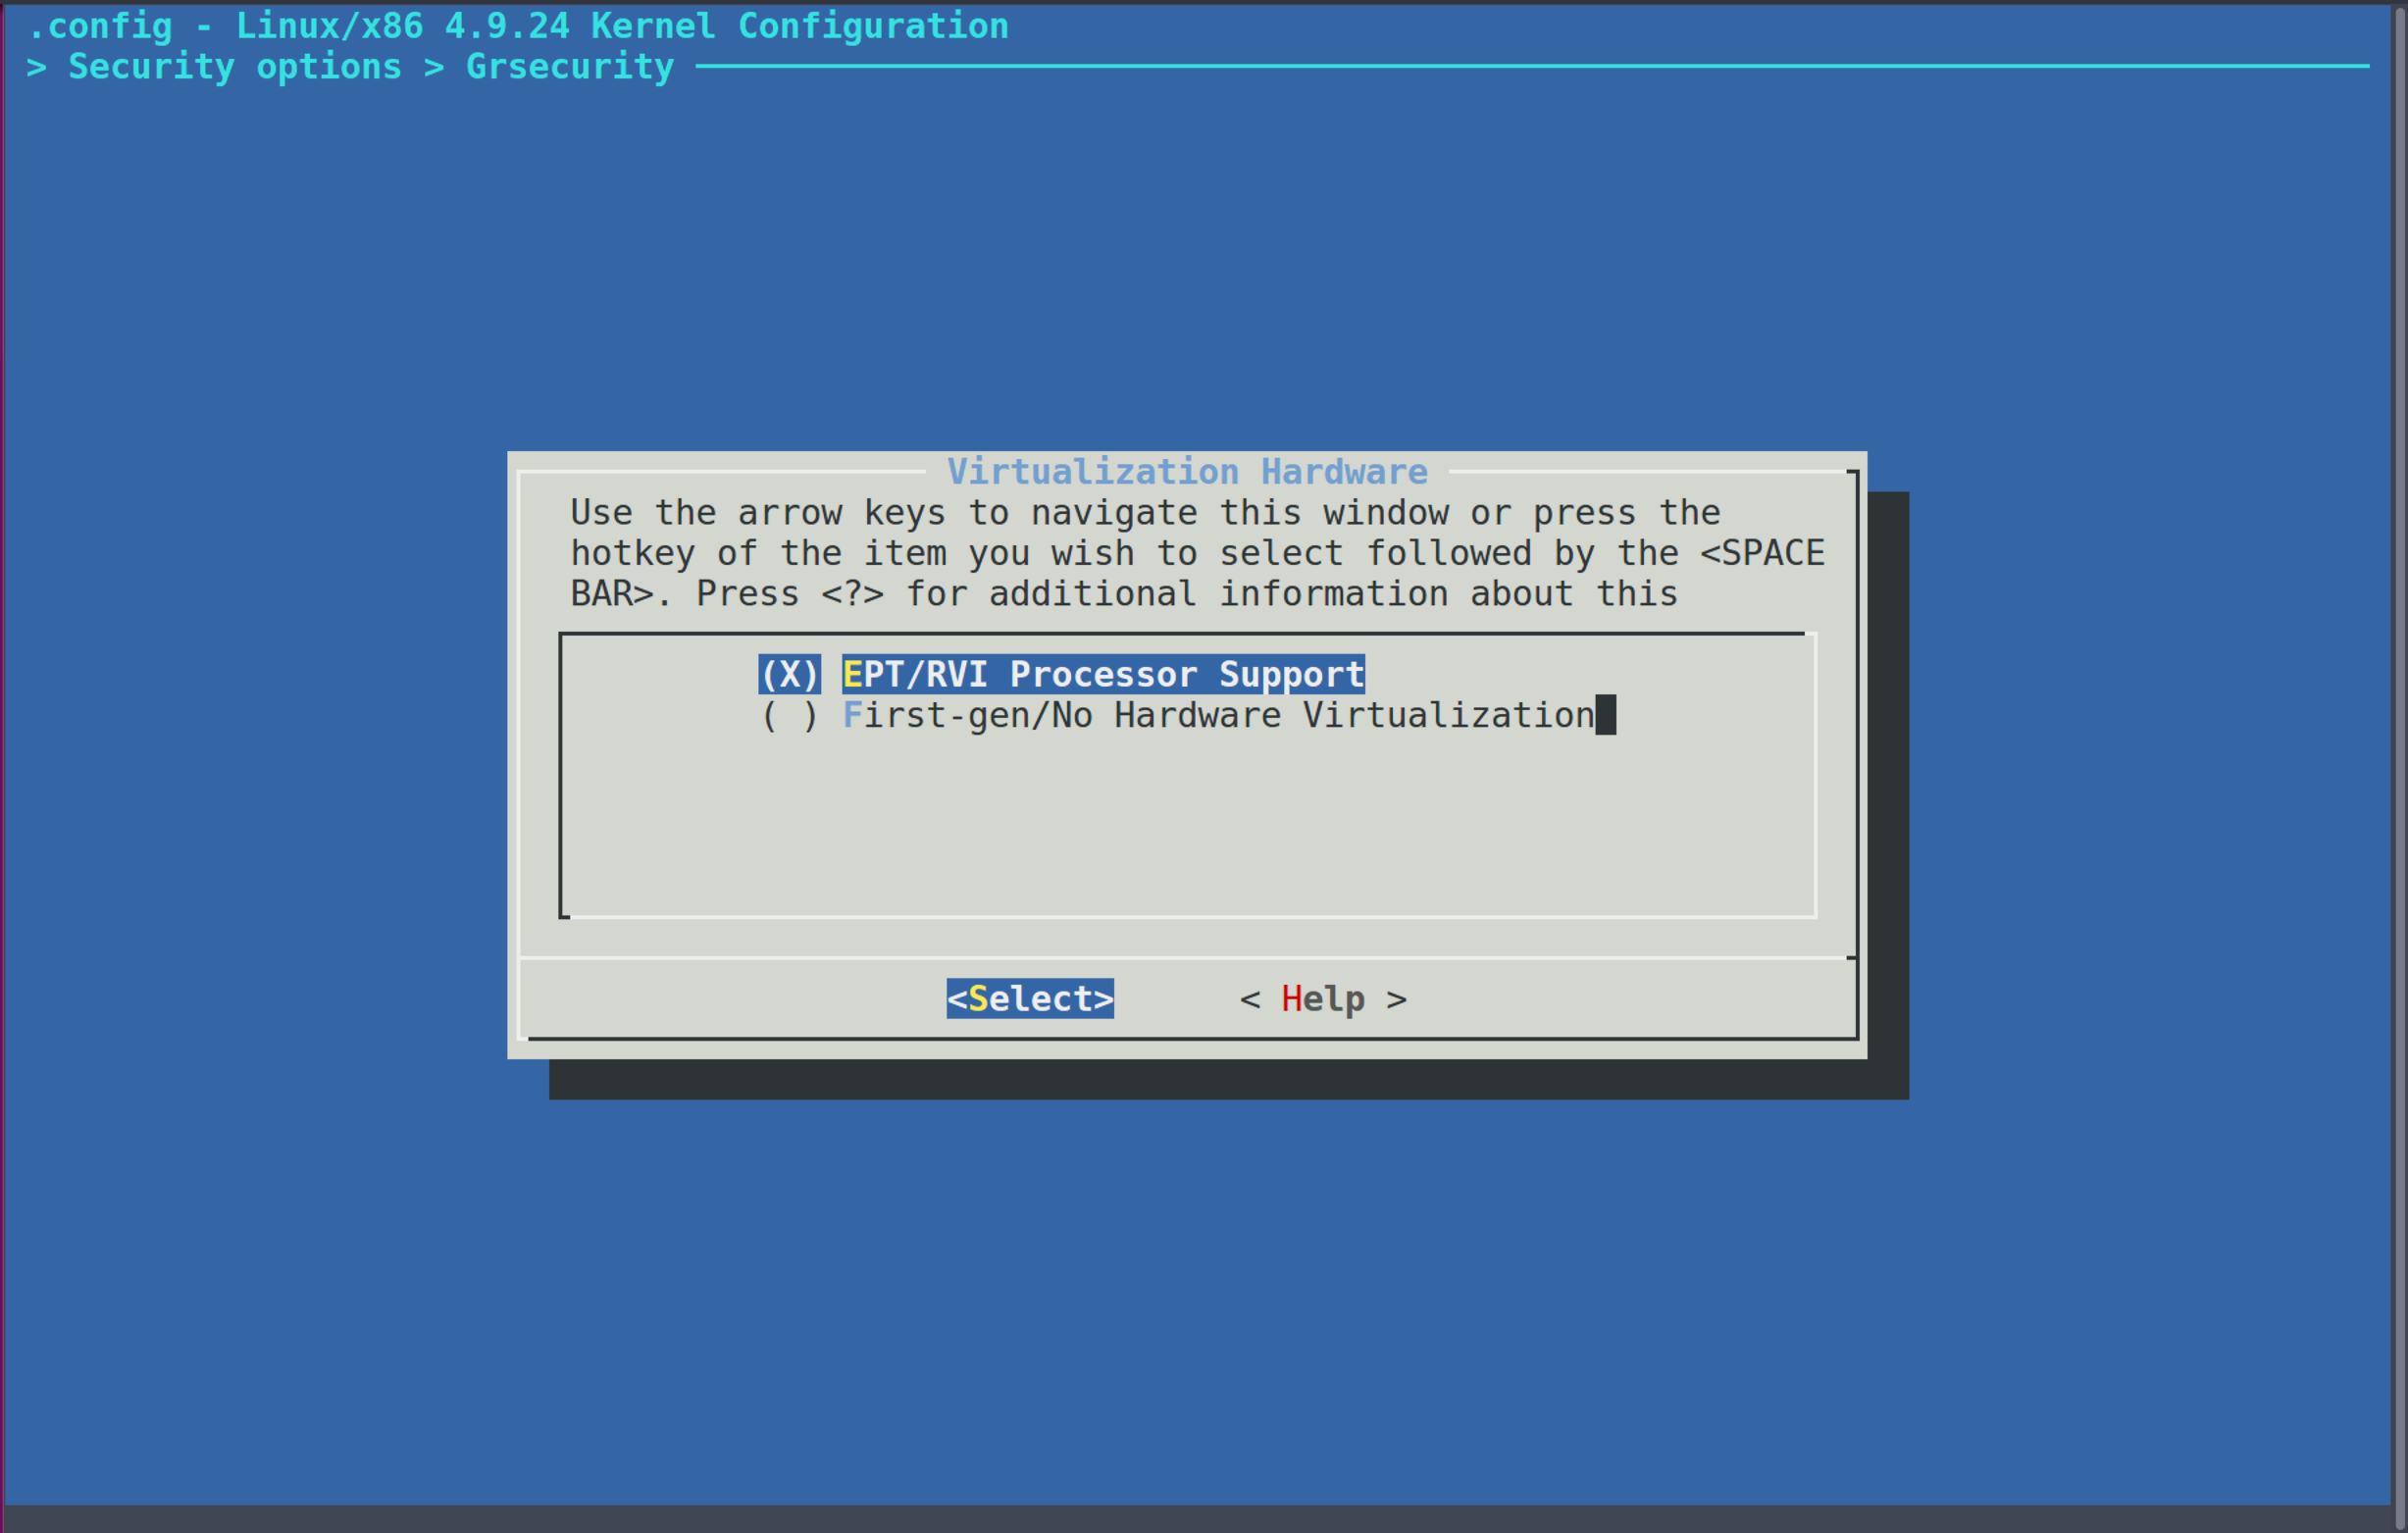 .config - Linux/x86 4.9.24 Kernel Configuration
> Security options > Grsecurity
Virtualization Hardware
Use the arrow keys to navigate this window or press the
hotkey of the item you wish to select followed by the <SPACE
BAR>. Press <?> for additional information about this
(X) EPT/RVI Processor Support
( ) First-gen/No Hardware Virtualization
<Select> < Help >